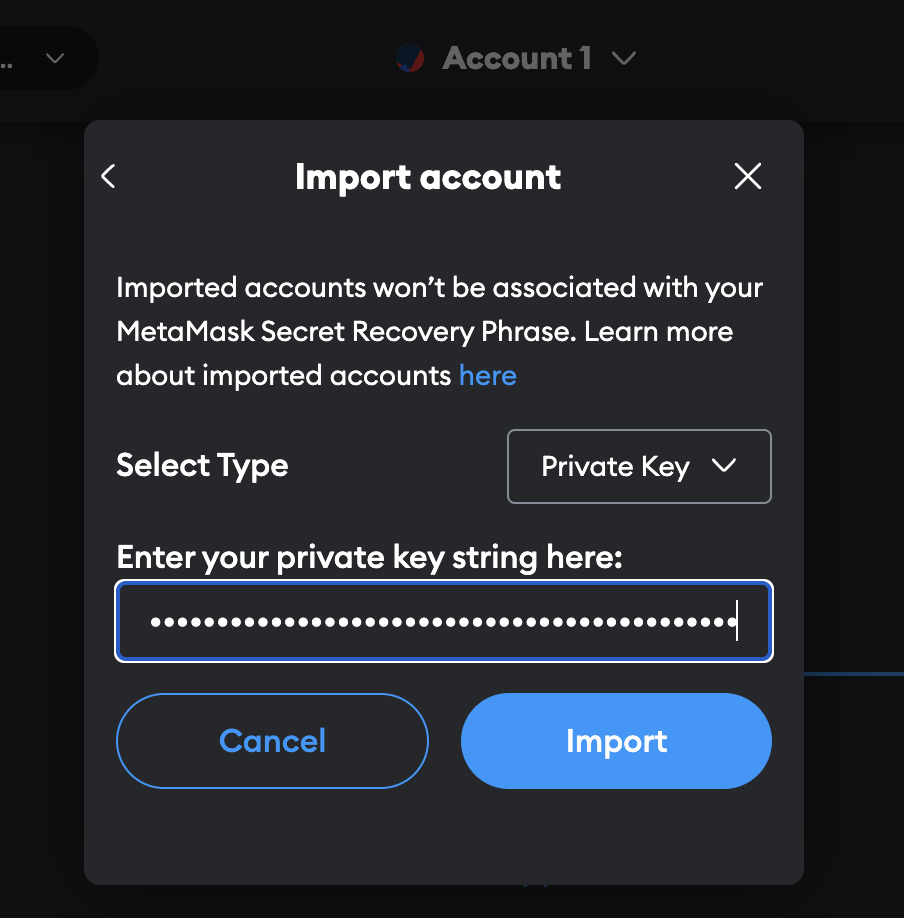 ..
Account 1
Import account
Imported accounts won't be associated with your
MetaMask Secret Recovery Phrase. Learn more
about imported accounts here
Select Type
Private Key
Enter your private key string here:
••••••••••••••••••••••••••••••••••••••••••••
Cancel
Import